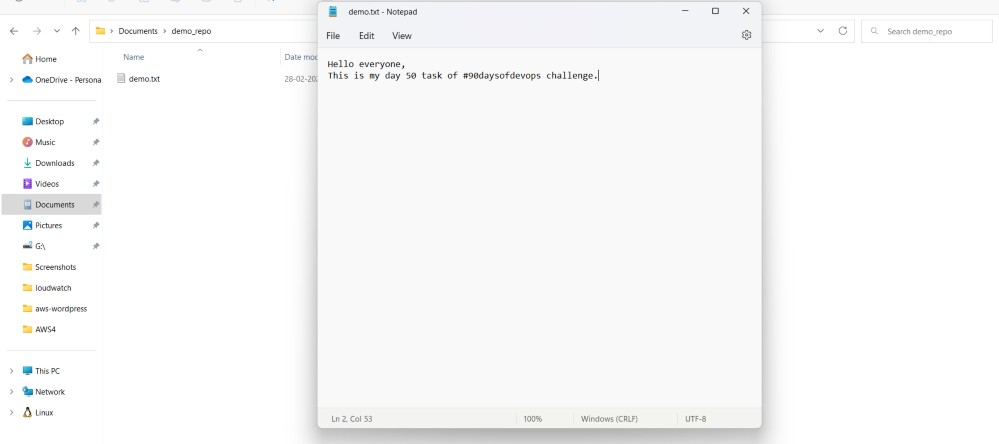 demo.txt - Notepad
File Edit View
Documents > demo_repo
Search demo_repo
Name
Date mod
demo.txt
28-02-202
Home
OneDrive - Persona
Desktop
Music
Downloads
Videos
Documents
Pictures
G:\
Screenshots
loudwatch
aws-wordpress
AWS4
This PC
Network
Linux
Hello everyone,
This is my day 50 task of #90daysofdevops challenge.
Ln 2, Col 53
100%
Windows (CRLF)
UTF-8